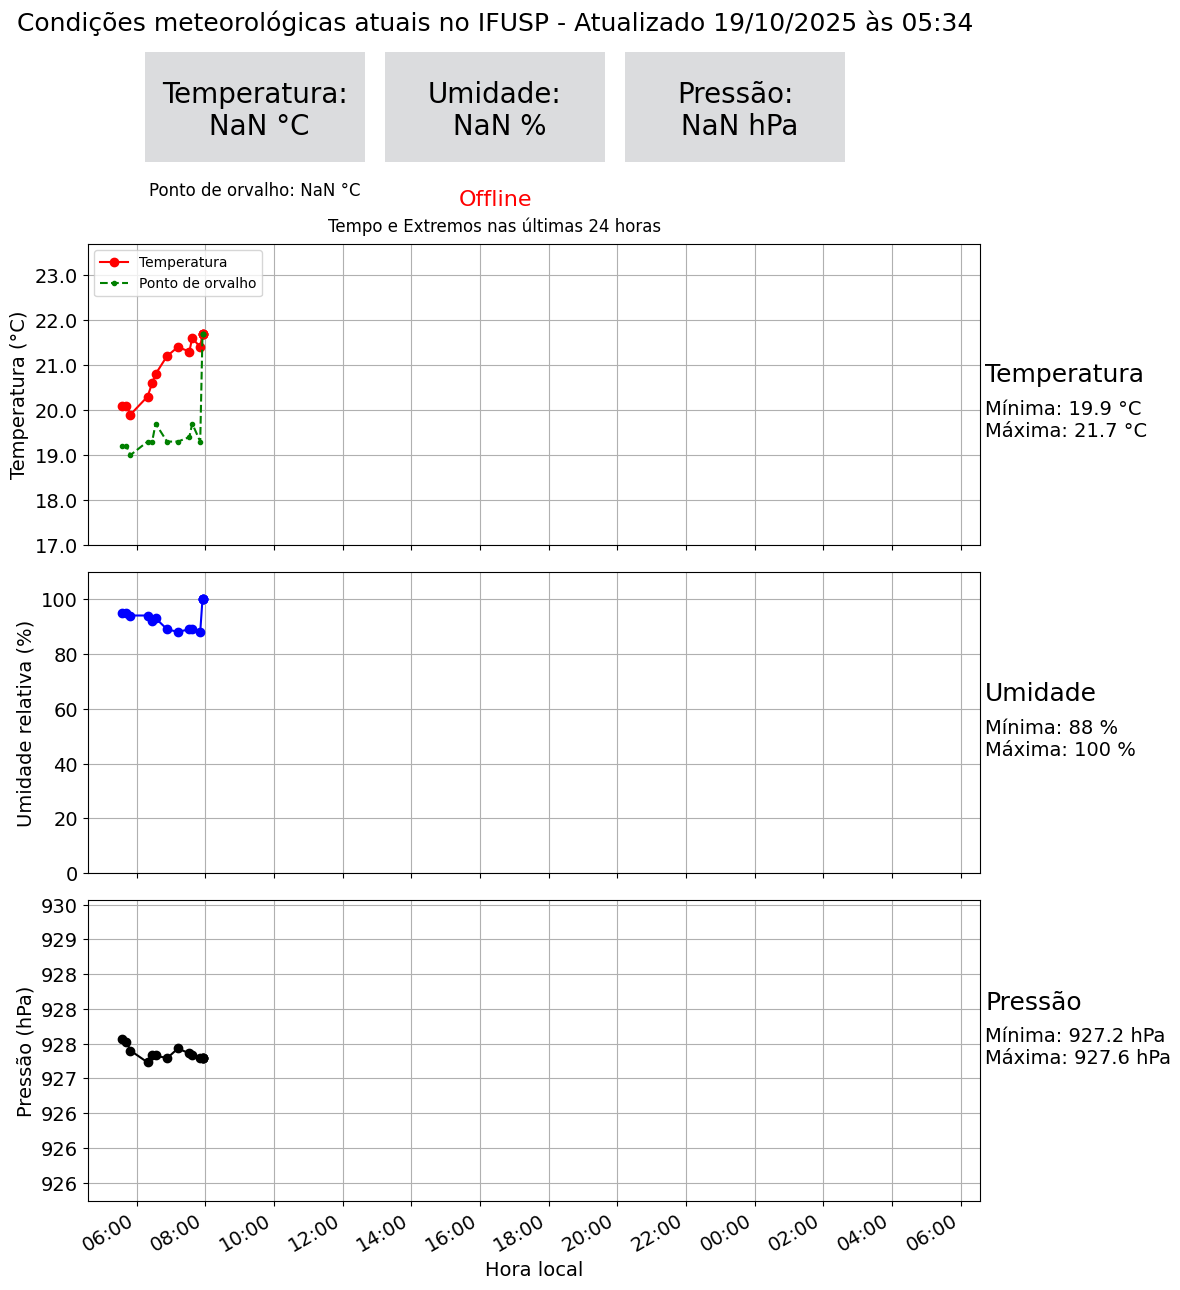 Condições meteorológicas atuais no IFUSP - Atualizado 19/10/2025 às 05:34
Temperatura:
NaN °C
Umidade:
NaN %
Pressão:
NaN hPa
Ponto de orvalho: NaN °C
Offline
Tempo e Extremos nas últimas 24 horas
Temperatura
Ponto de orvalho
Temperatura (°C)
23.0
22.0
21.0
20.0
19.0
18.0
17.0
Temperatura
Mínima: 19.9 °C
Máxima: 21.7 °C
Umidade relativa (%)
100
80
60
40
20
0
Umidade
Mínima: 88 %
Máxima: 100 %
Pressão (hPa)
930
929
928
928
928
927
926
926
926
Pressão
Mínima: 927.2 hPa
Máxima: 927.6 hPa
06:00
08:00
10:00
12:00
14:00
16:00
18:00
20:00
22:00
00:00
02:00
04:00
06:00
Hora local